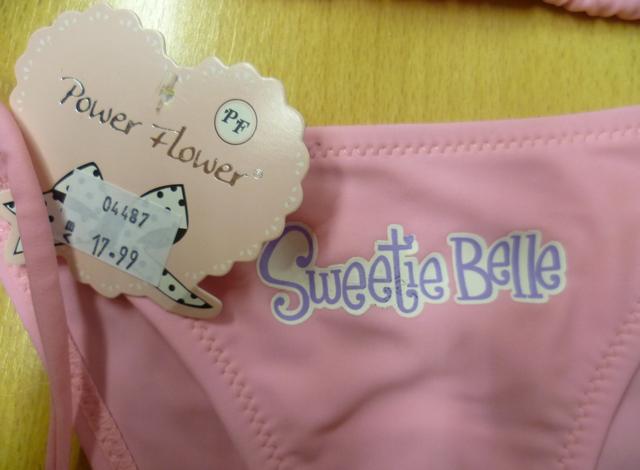 Power Flower®
PF
04487
17.99
Sweetie Belle